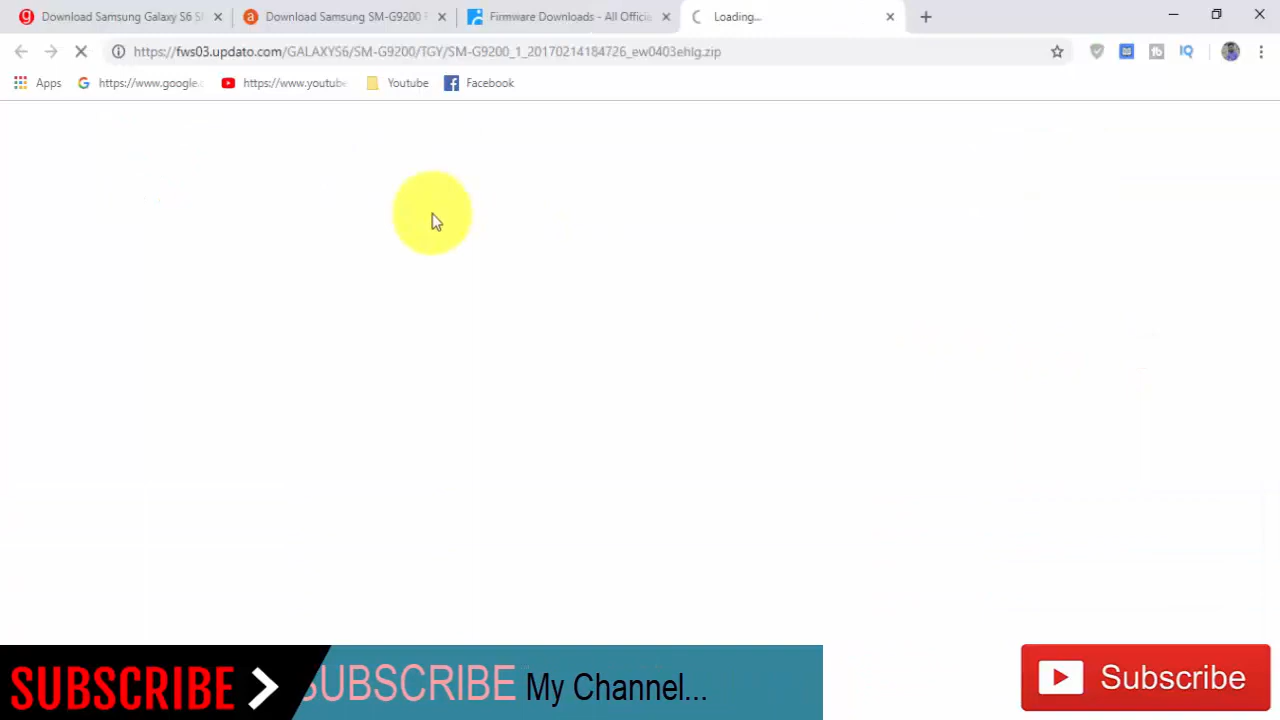 Download Samsung Galaxy S6 S
Download Samsung SM-G9200 F
Firmware Downloads - All Officia
Loading...
https://fws03.updato.com/GALAXYS6/SM-G9200/TGY/SM-G9200_1_20170214184726_ew0403ehlg.zip
Apps
https://www.google.
https://www.youtube
Youtube
Facebook
SUBSCRIBE
SUBSCRIBE My Channel...
Subscribe